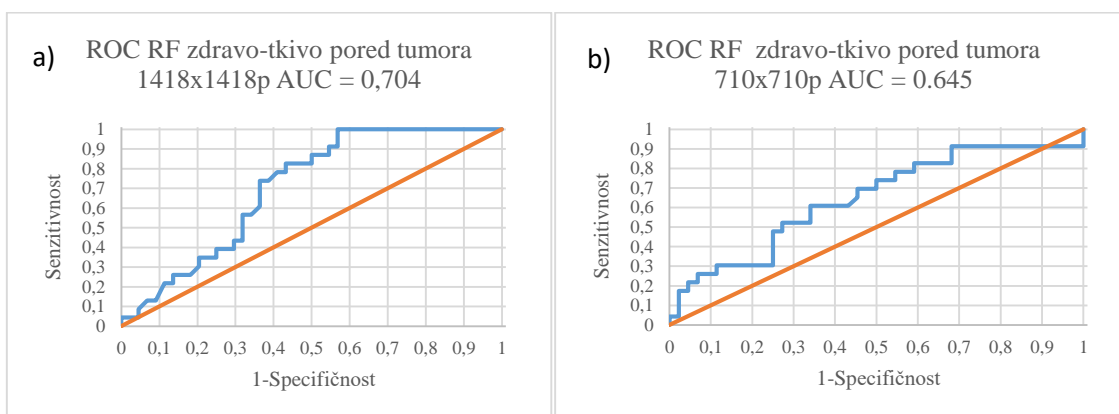 a)
ROC RF zdravo-tkivo pored tumora
1418x1418p AUC = 0,704
Senzitivnost
1
0,9
0,8
0,7
0,6
0,5
0,4
0,3
0,2
0,1
0
0 0,1 0,2 0,3 0,4 0,5 0,6 0,7 0,8 0,9 1
1-Specifičnost
b)
ROC RF zdravo-tkivo pored tumora
710x710p AUC = 0.645
Senzitivnost
1
0,9
0,8
0,7
0,6
0,5
0,4
0,3
0,2
0,1
0
0 0,1 0,2 0,3 0,4 0,5 0,6 0,7 0,8 0,9 1
1-Specifičnost